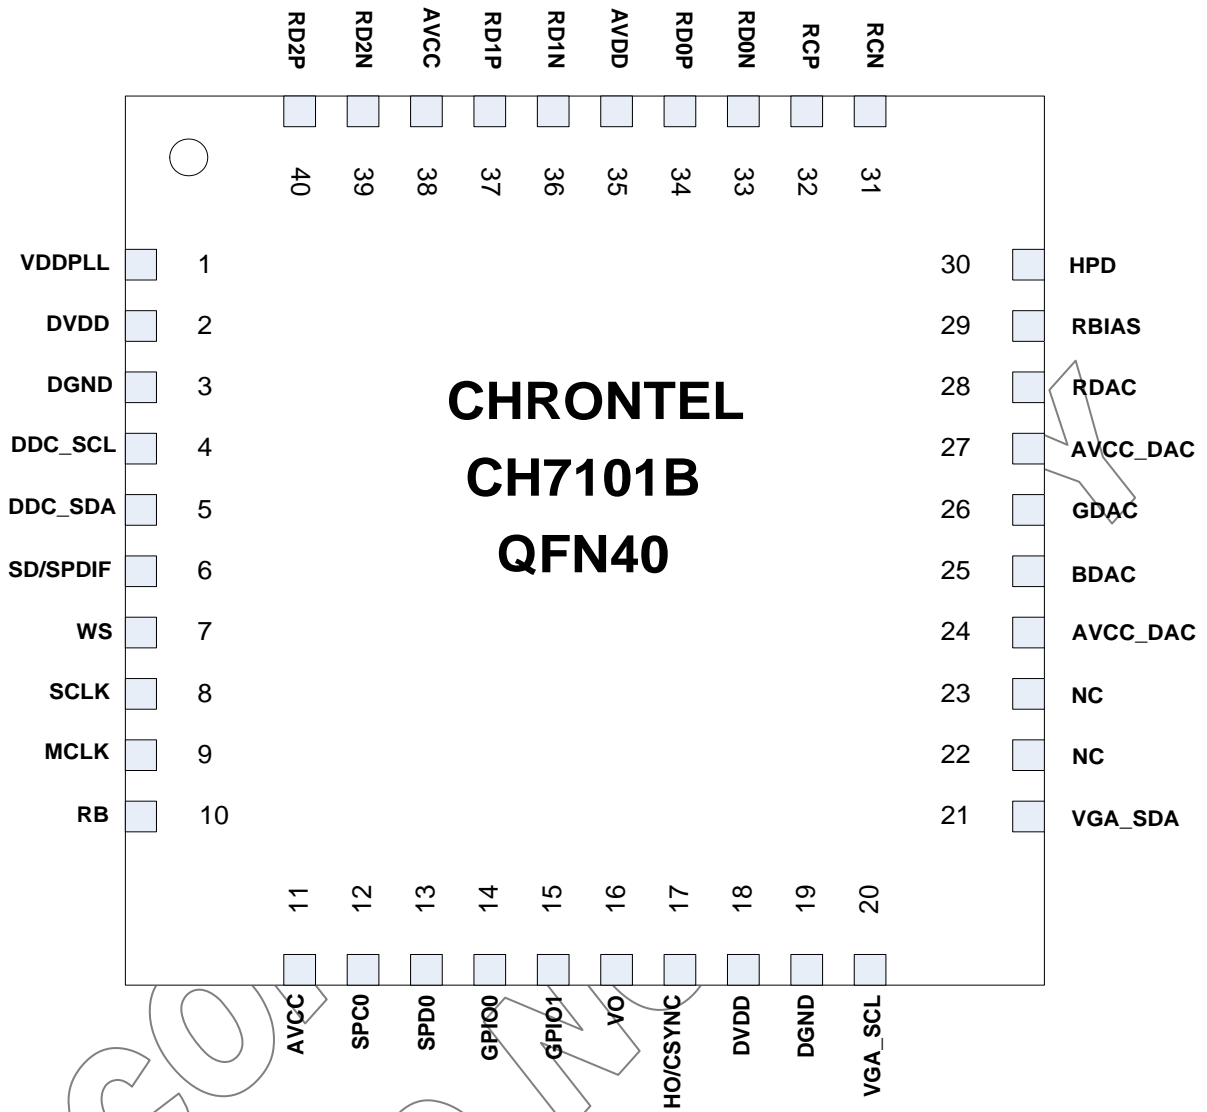 RD2P
RD2N
AVCC
RD1P
RD1N
AVDD
RD0P
RD0N
RCP
RCN
40
39
38
37
36
35
34
33
32
31
VDDPLL 1
DVDD 2
DGND 3
DDC_SCL 4
DDC_SDA 5
SD/SPDIF 6
WS 7
SCLK 8
MCLK 9
RB 10
CHRONTEL
CH7101B
QFN40
30 HPD
29 RBIAS
28 RDAC
27 AVCC_DAC
26 GDAC
25 BDAC
24 AVCC_DAC
23 NC
22 NC
21 VGA_SDA
11
12
13
14
15
16
17
18
19
20
AVCC
SPC0
SPD0
GPIO0
GPIO1
VO
HO/CSYNC
DVDD
DGND
VGA_SCL